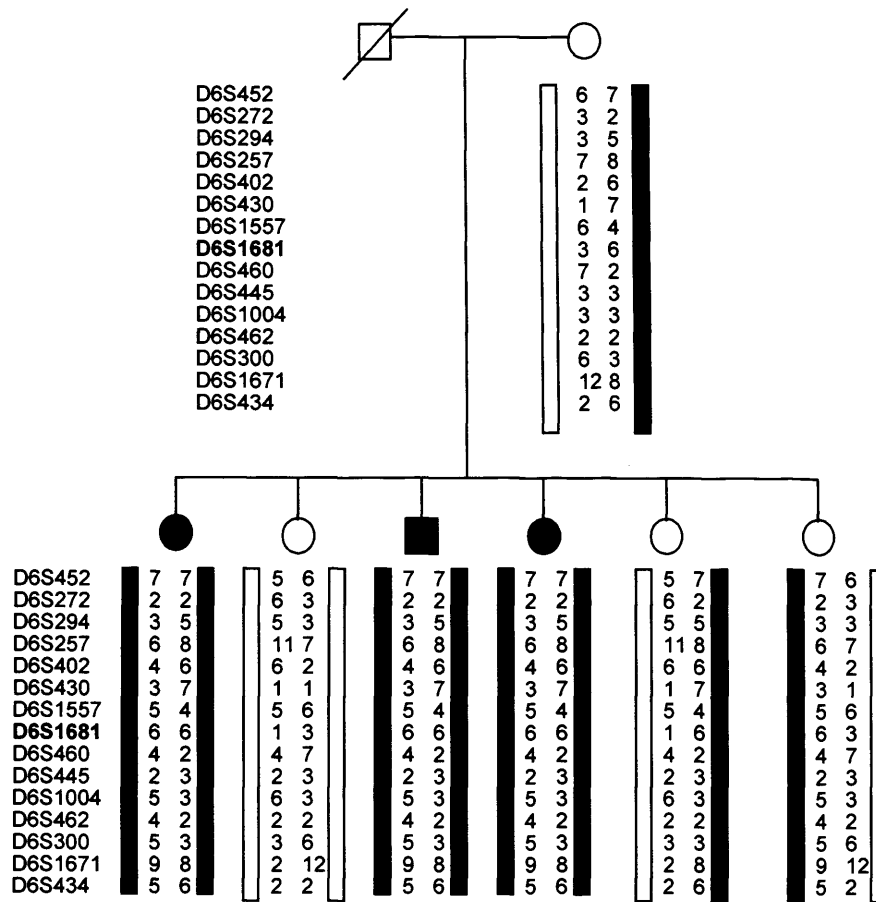 D6S452 6 7
D6S272 3 2
D6S294 3 5
D6S257 7 8
D6S402 2 6
D6S430 1 7
D6S1557 6 4
D6S1681 3 6
D6S460 7 2
D6S445 3 3
D6S1004 3 3
D6S462 2 2
D6S300 6 3
D6S1671 12 8
D6S434 2 6
D6S452 7 7 5 6 7 7 7 7 5 7 7 6
D6S272 2 2 6 3 2 2 2 2 6 2 2 3
D6S294 3 5 5 3 3 5 3 5 5 5 3 3
D6S257 6 8 11 7 6 8 6 8 11 8 6 7
D6S402 4 6 6 2 4 6 4 6 6 6 4 2
D6S430 3 7 1 1 3 7 3 7 1 7 3 1
D6S1557 5 4 5 6 5 4 5 4 5 4 5 6
D6S1681 6 6 1 3 6 6 6 6 1 6 6 3
D6S460 4 2 4 7 4 2 4 2 4 2 4 7
D6S445 2 3 2 3 2 3 2 3 2 3 2 3
D6S1004 5 3 6 3 5 3 5 3 6 3 5 3
D6S462 4 2 2 2 4 2 4 2 2 2 4 2
D6S300 5 3 3 6 5 3 5 3 3 3 5 6
D6S1671 9 8 2 12 9 8 9 8 2 8 9 12
D6S434 5 6 2 2 5 6 5 6 2 6 5 2